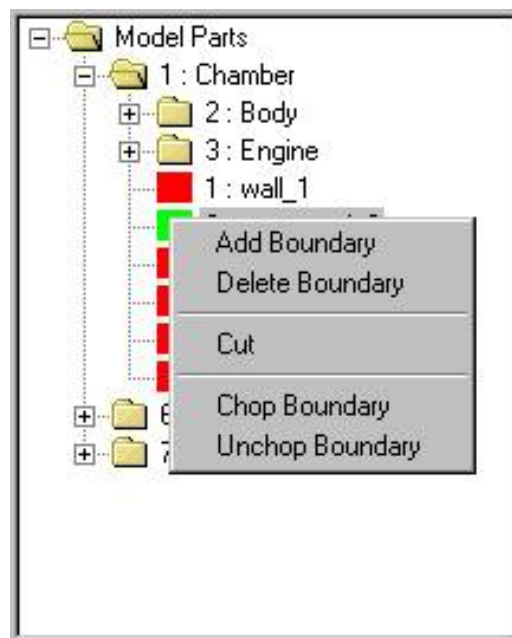 Model Parts
1 : Chamber
2 : Body
3 : Engine
1 : wall_1
Add Boundary
Delete Boundary
Cut
Chop Boundary
Unchop Boundary